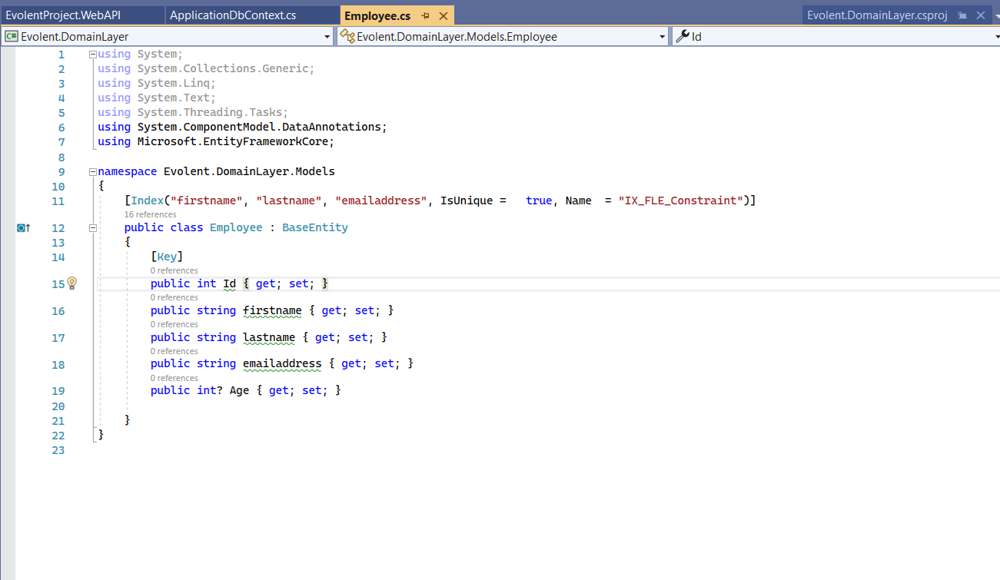 EvolentProject.WebAPI ApplicationDbContext.cs Employee.cs Evolent.DomainLayer.csproj
C# Evolent.DomainLayer Evolent.DomainLayer.Models.Employee Id
1 using System;
2 using System.Collections.Generic;
3 using System.Linq;
4 using System.Text;
5 using System.Threading.Tasks;
6 using System.ComponentModel.DataAnnotations;
7 using Microsoft.EntityFrameworkCore;
8
9 namespace Evolent.DomainLayer.Models
10 {
11 [Index("firstname", "lastname", "emailaddress", IsUnique =   true, Name  = "IX_FLE_Constraint")]
16 references
12 public class Employee : BaseEntity
13 {
14 [Key]
0 references
15 public int Id { get; set; }
0 references
16 public string firstname { get; set; }
0 references
17 public string lastname { get; set; }
0 references
18 public string emailaddress { get; set; }
0 references
19 public int? Age { get; set; }
20
21 }
22 }
23